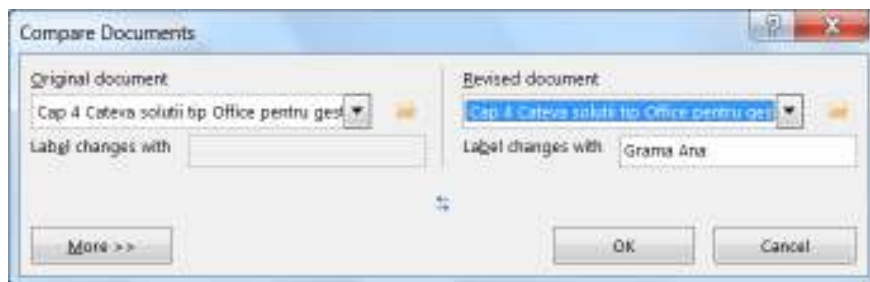 Compare Documents
Original document
Revised document
Cap 4 Cateva solutii tip Office pentru gest
Cap 4 Cateva solutii tip Office pentru gest
Label changes with
Label changes with
Grama Ana
More >>
OK
Cancel